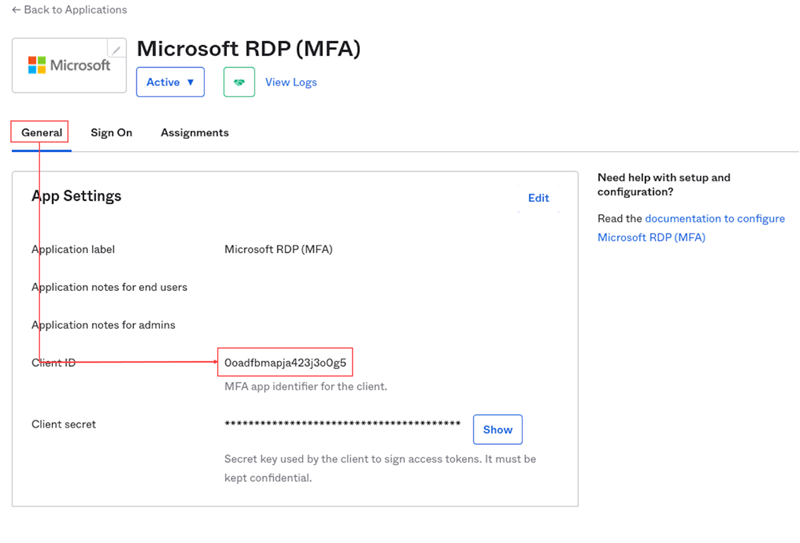 ← Back to Applications
Microsoft
Microsoft RDP (MFA)
Active ▼
View Logs
General
Sign On
Assignments
App Settings
Edit
Application label
Microsoft RDP (MFA)
Application notes for end users
Application notes for admins
Client ID
0oadfbmapja423j3o0g5
MFA app identifier for the client.
Client secret
****************************************
Show
Secret key used by the client to sign access tokens. It must be
kept confidential.
Need help with setup and
configuration?
Read the documentation to configure
Microsoft RDP (MFA)